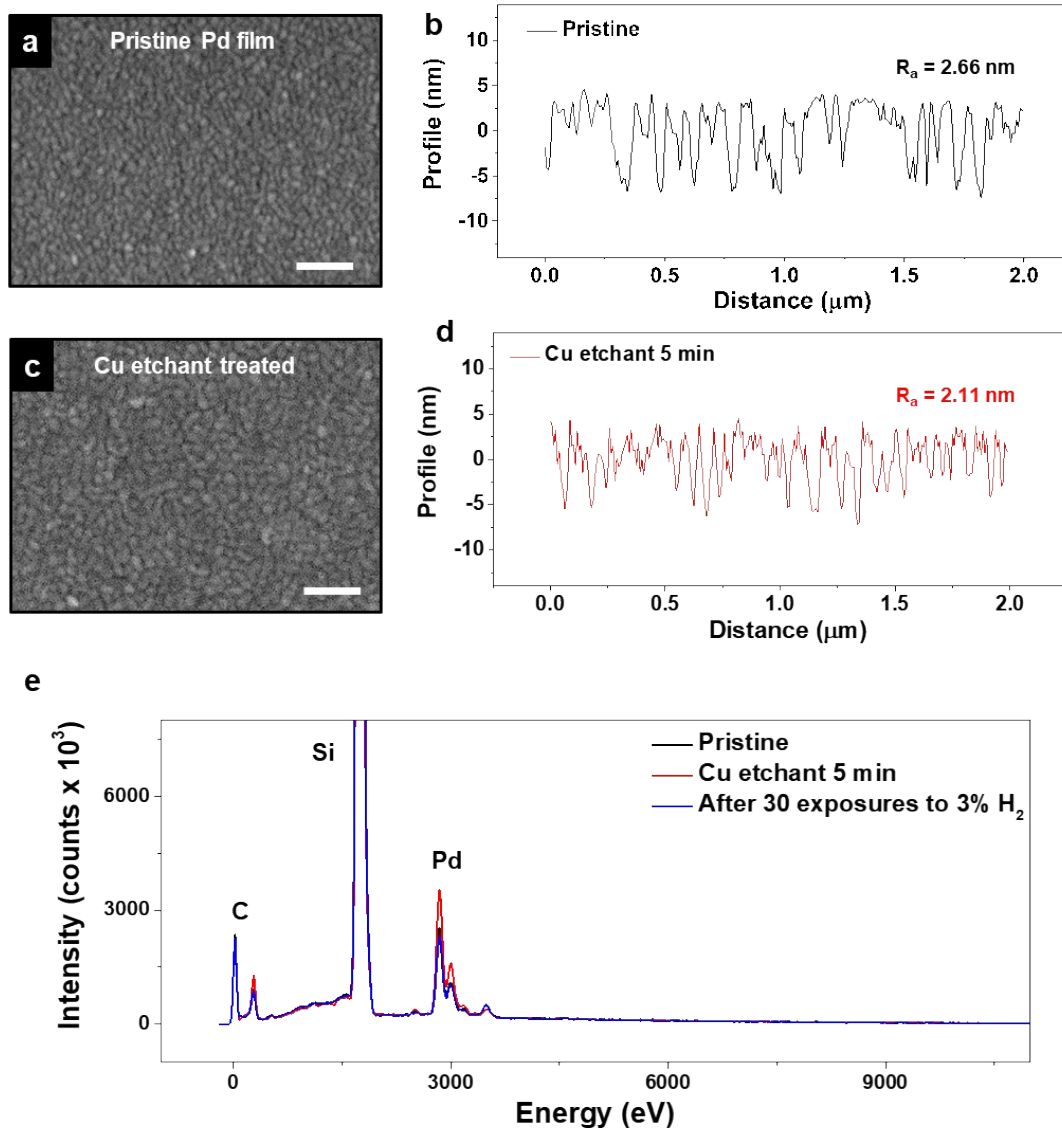 a
Pristine Pd film
b
Pristine
Rₐ = 2.66 nm
Profile (nm)
10
5
0
-5
-10
0.0 0.5 1.0 1.5 2.0
Distance (μm)
c
Cu etchant treated
d
Cu etchant 5 min
Rₐ = 2.11 nm
Profile (nm)
10
5
0
-5
-10
0.0 0.5 1.0 1.5 2.0
Distance (μm)
e
Intensity (counts x 10³)
6000
3000
0
C
Si
Pd
Pristine
Cu etchant 5 min
After 30 exposures to 3% H₂
0 3000 6000 9000
Energy (eV)